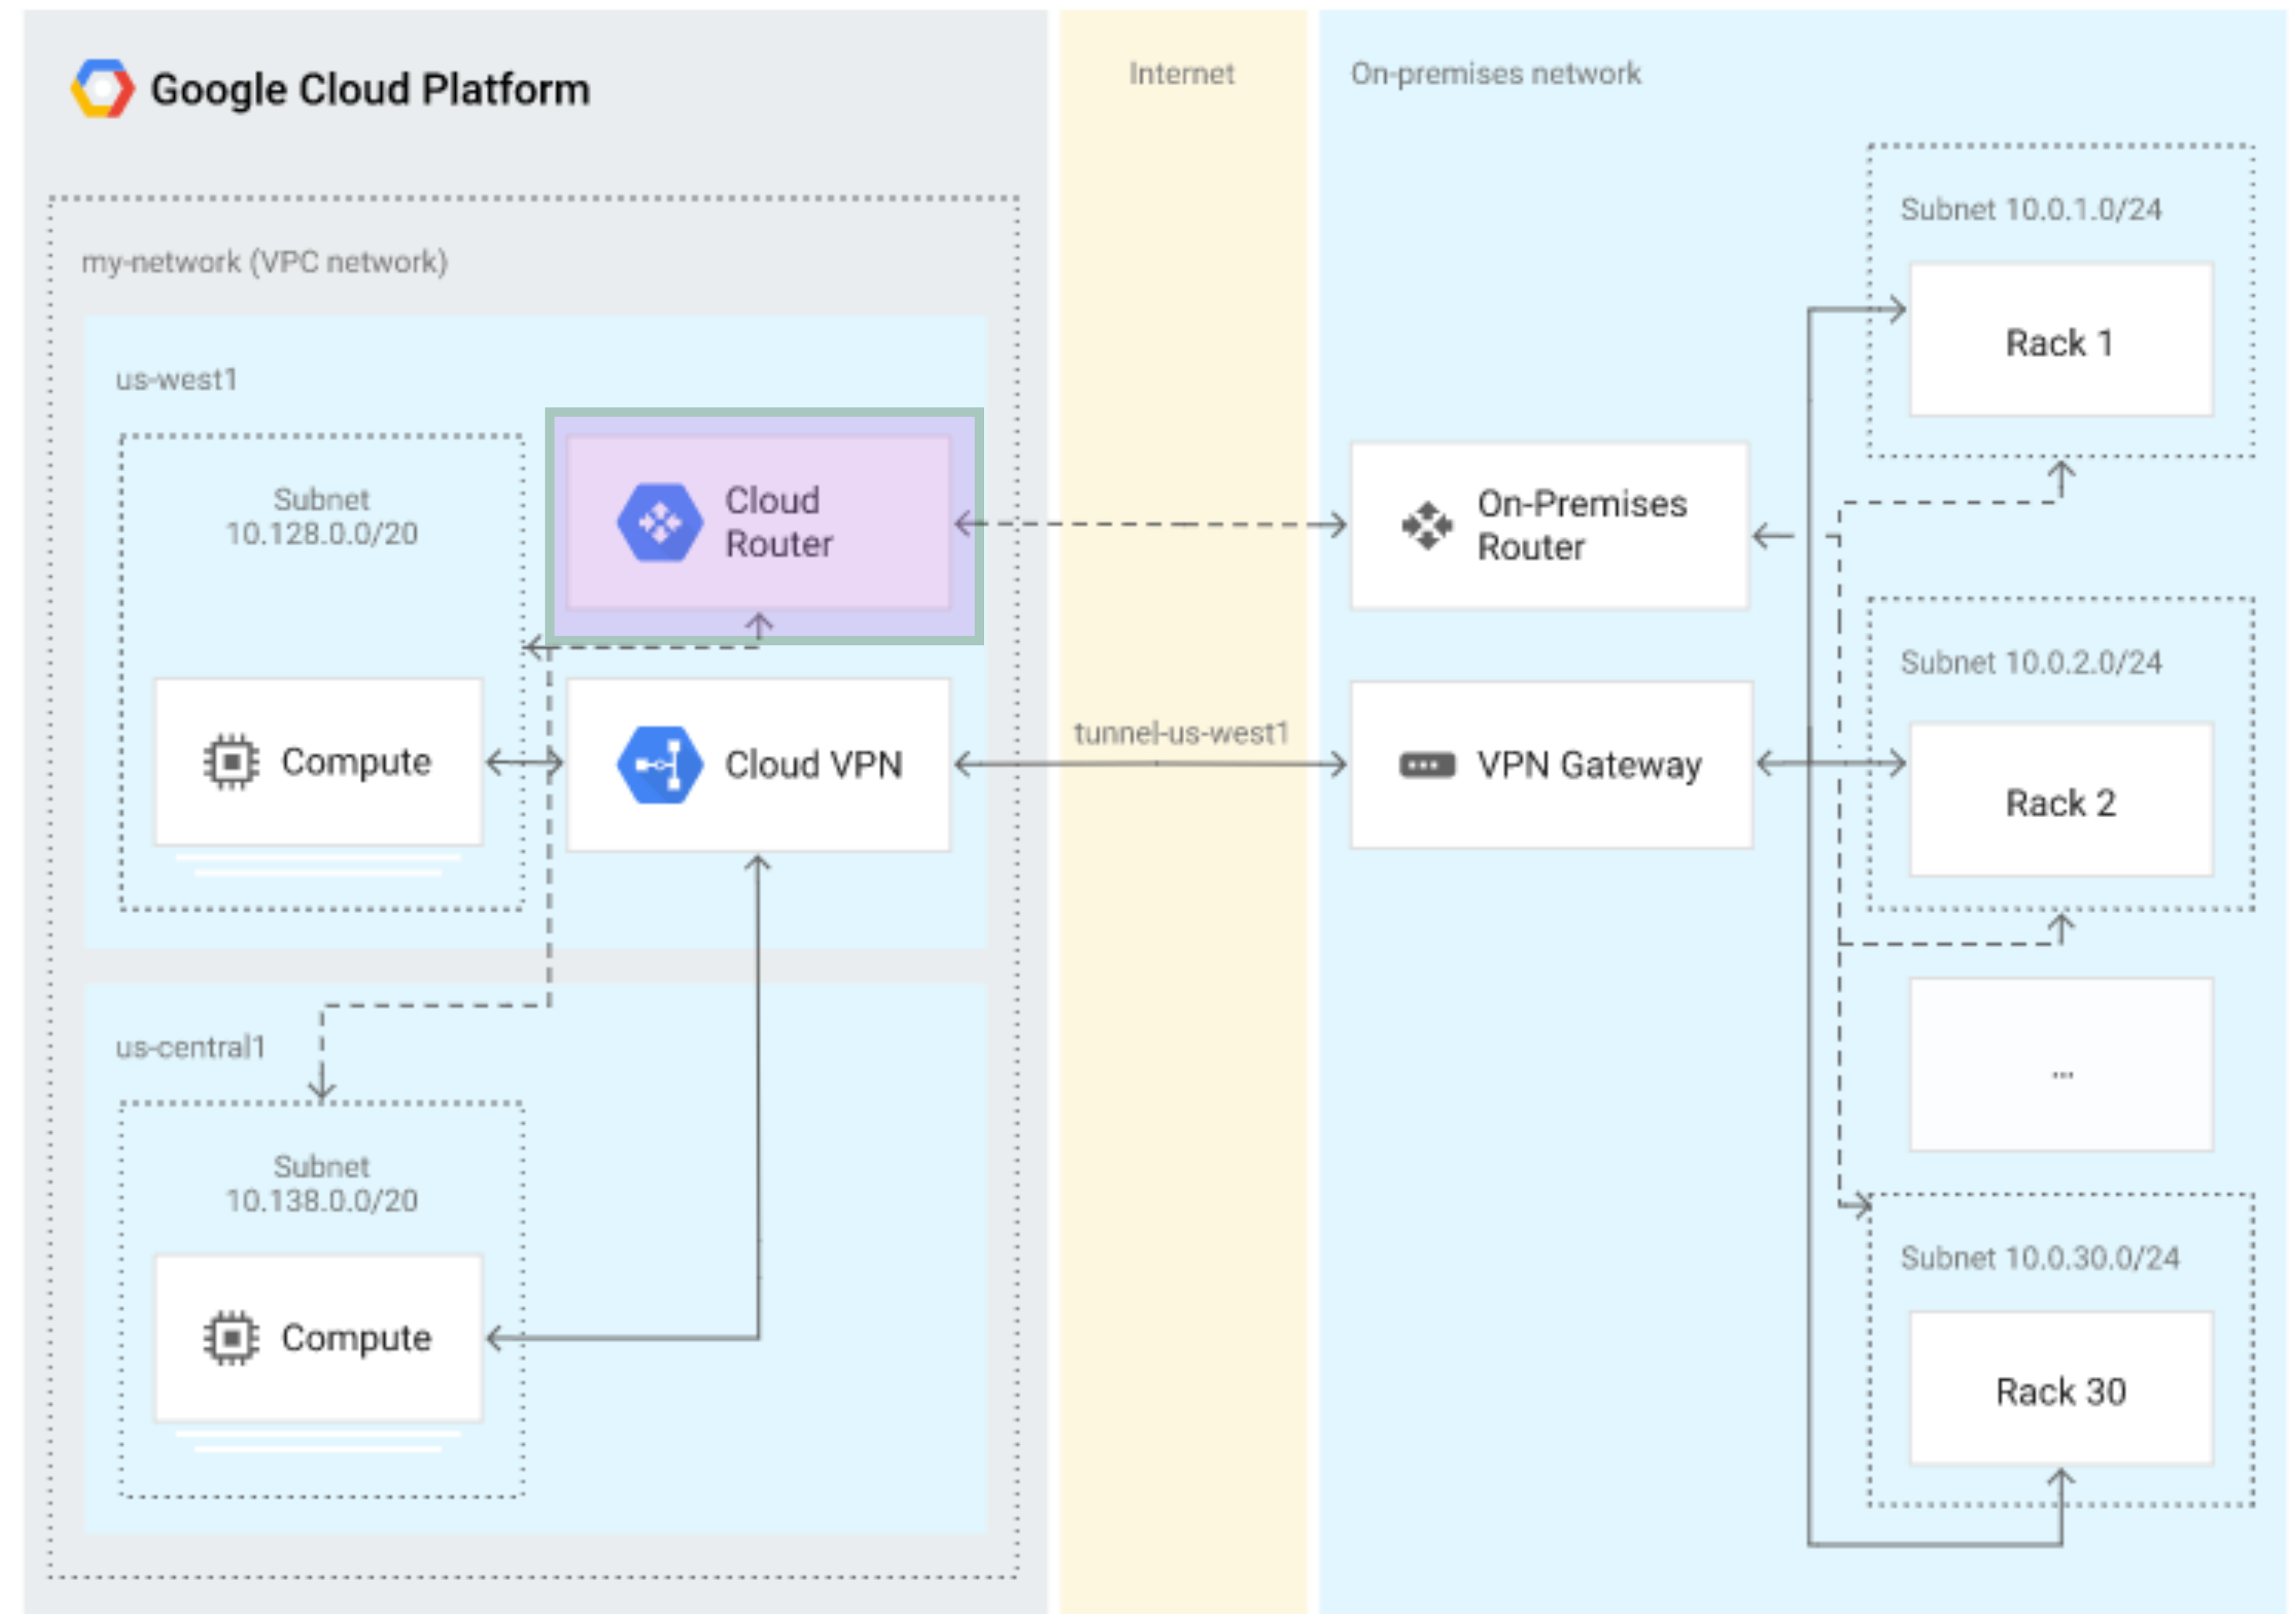 Google Cloud Platform
my-network (VPC network)
us-west1
Subnet
10.128.0.0/20
Compute
Cloud
Router
Cloud VPN
us-central1
Subnet
10.138.0.0/20
Compute
Internet
tunnel-us-west1
On-premises network
On-Premises
Router
VPN Gateway
Subnet 10.0.1.0/24
Rack 1
Subnet 10.0.2.0/24
Rack 2
...
Subnet 10.0.30.0/24
Rack 30